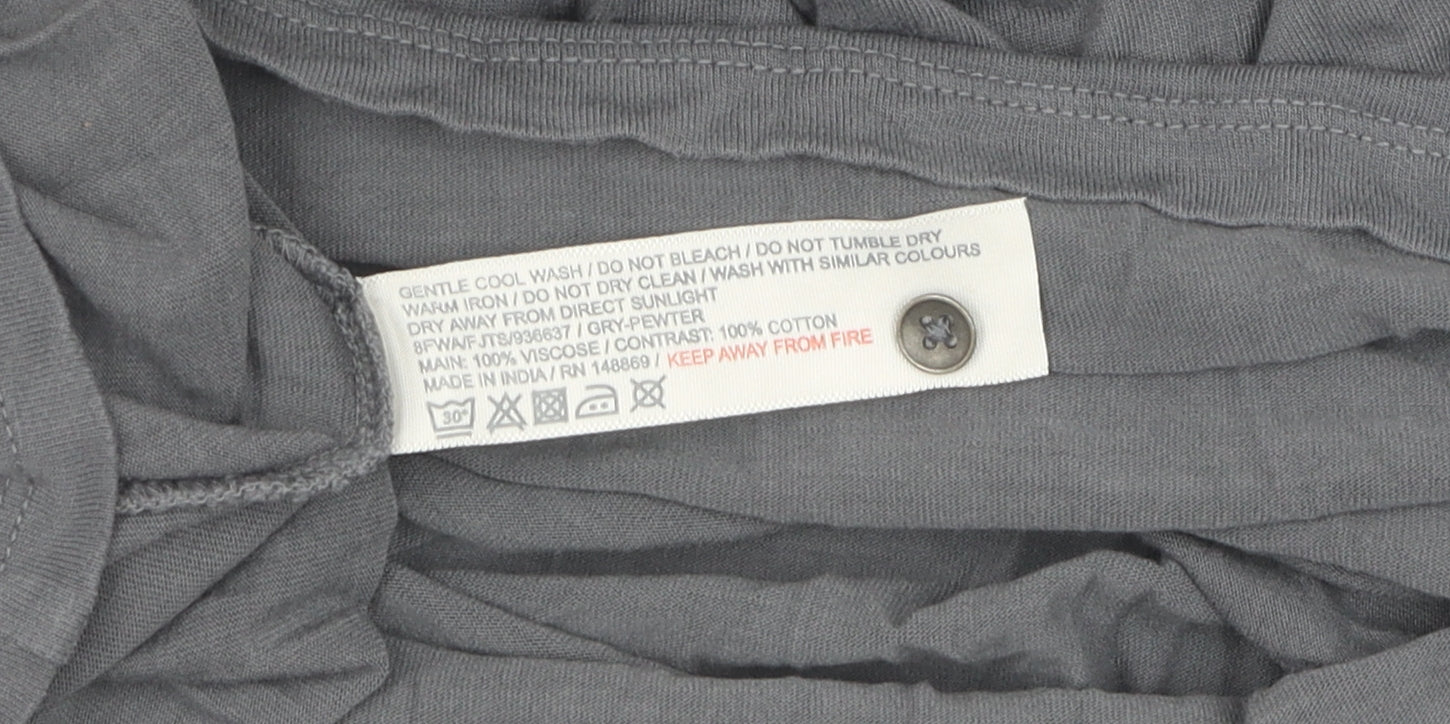 GENTLE COOL WASH / DO NOT BLEACH / DO NOT TUMBLE DRY
WARM IRON / DO NOT DRY CLEAN / WASH WITH SIMILAR COLOURS
DRY AWAY FROM DIRECT SUNLIGHT
8FWA/FJTS/936637 / GRY-PEWTER
MAIN: 100% VISCOSE / CONTRAST: 100% COTTON
MADE IN INDIA / RN 148869 / KEEP AWAY FROM FIRE
30°